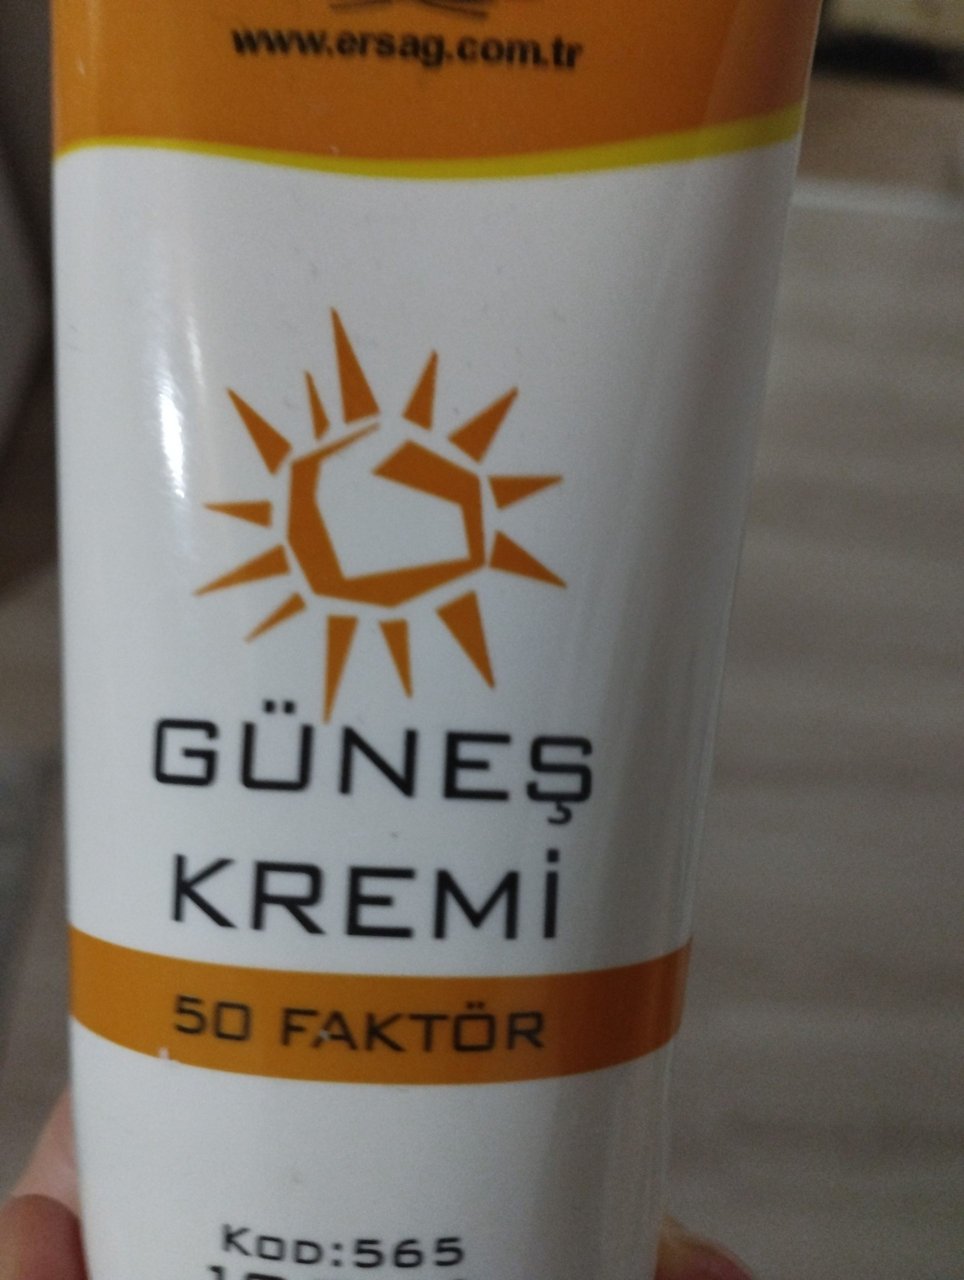 www.ersag.com.tr
GÜNEŞ
KREMİ
50 FAKTÖR
KOD:565